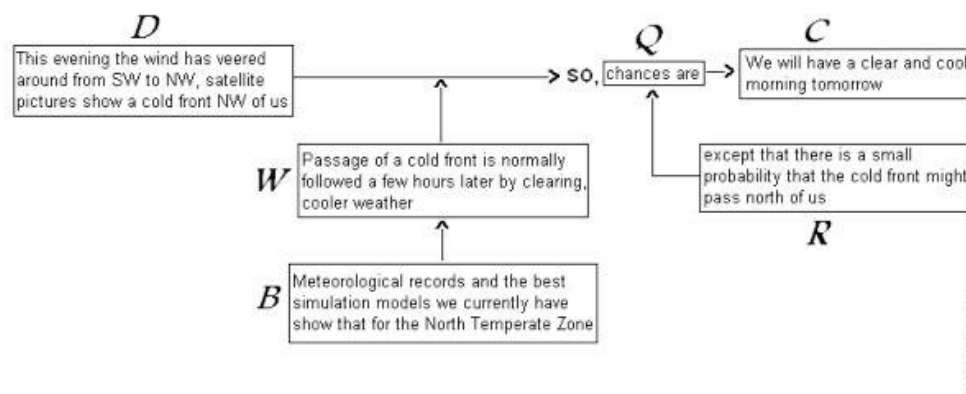 D
This evening the wind has veered
around from SW to NW, satellite
pictures show a cold front NW of us
so,
Q
chances are
C
We will have a clear and cool
morning tomorrow
W
Passage of a cold front is normally
followed a few hours later by clearing,
cooler weather
except that there is a small
probability that the cold front might
pass north of us
R
B
Meteorological records and the best
simulation models we currently have
show that for the North Temperate Zone